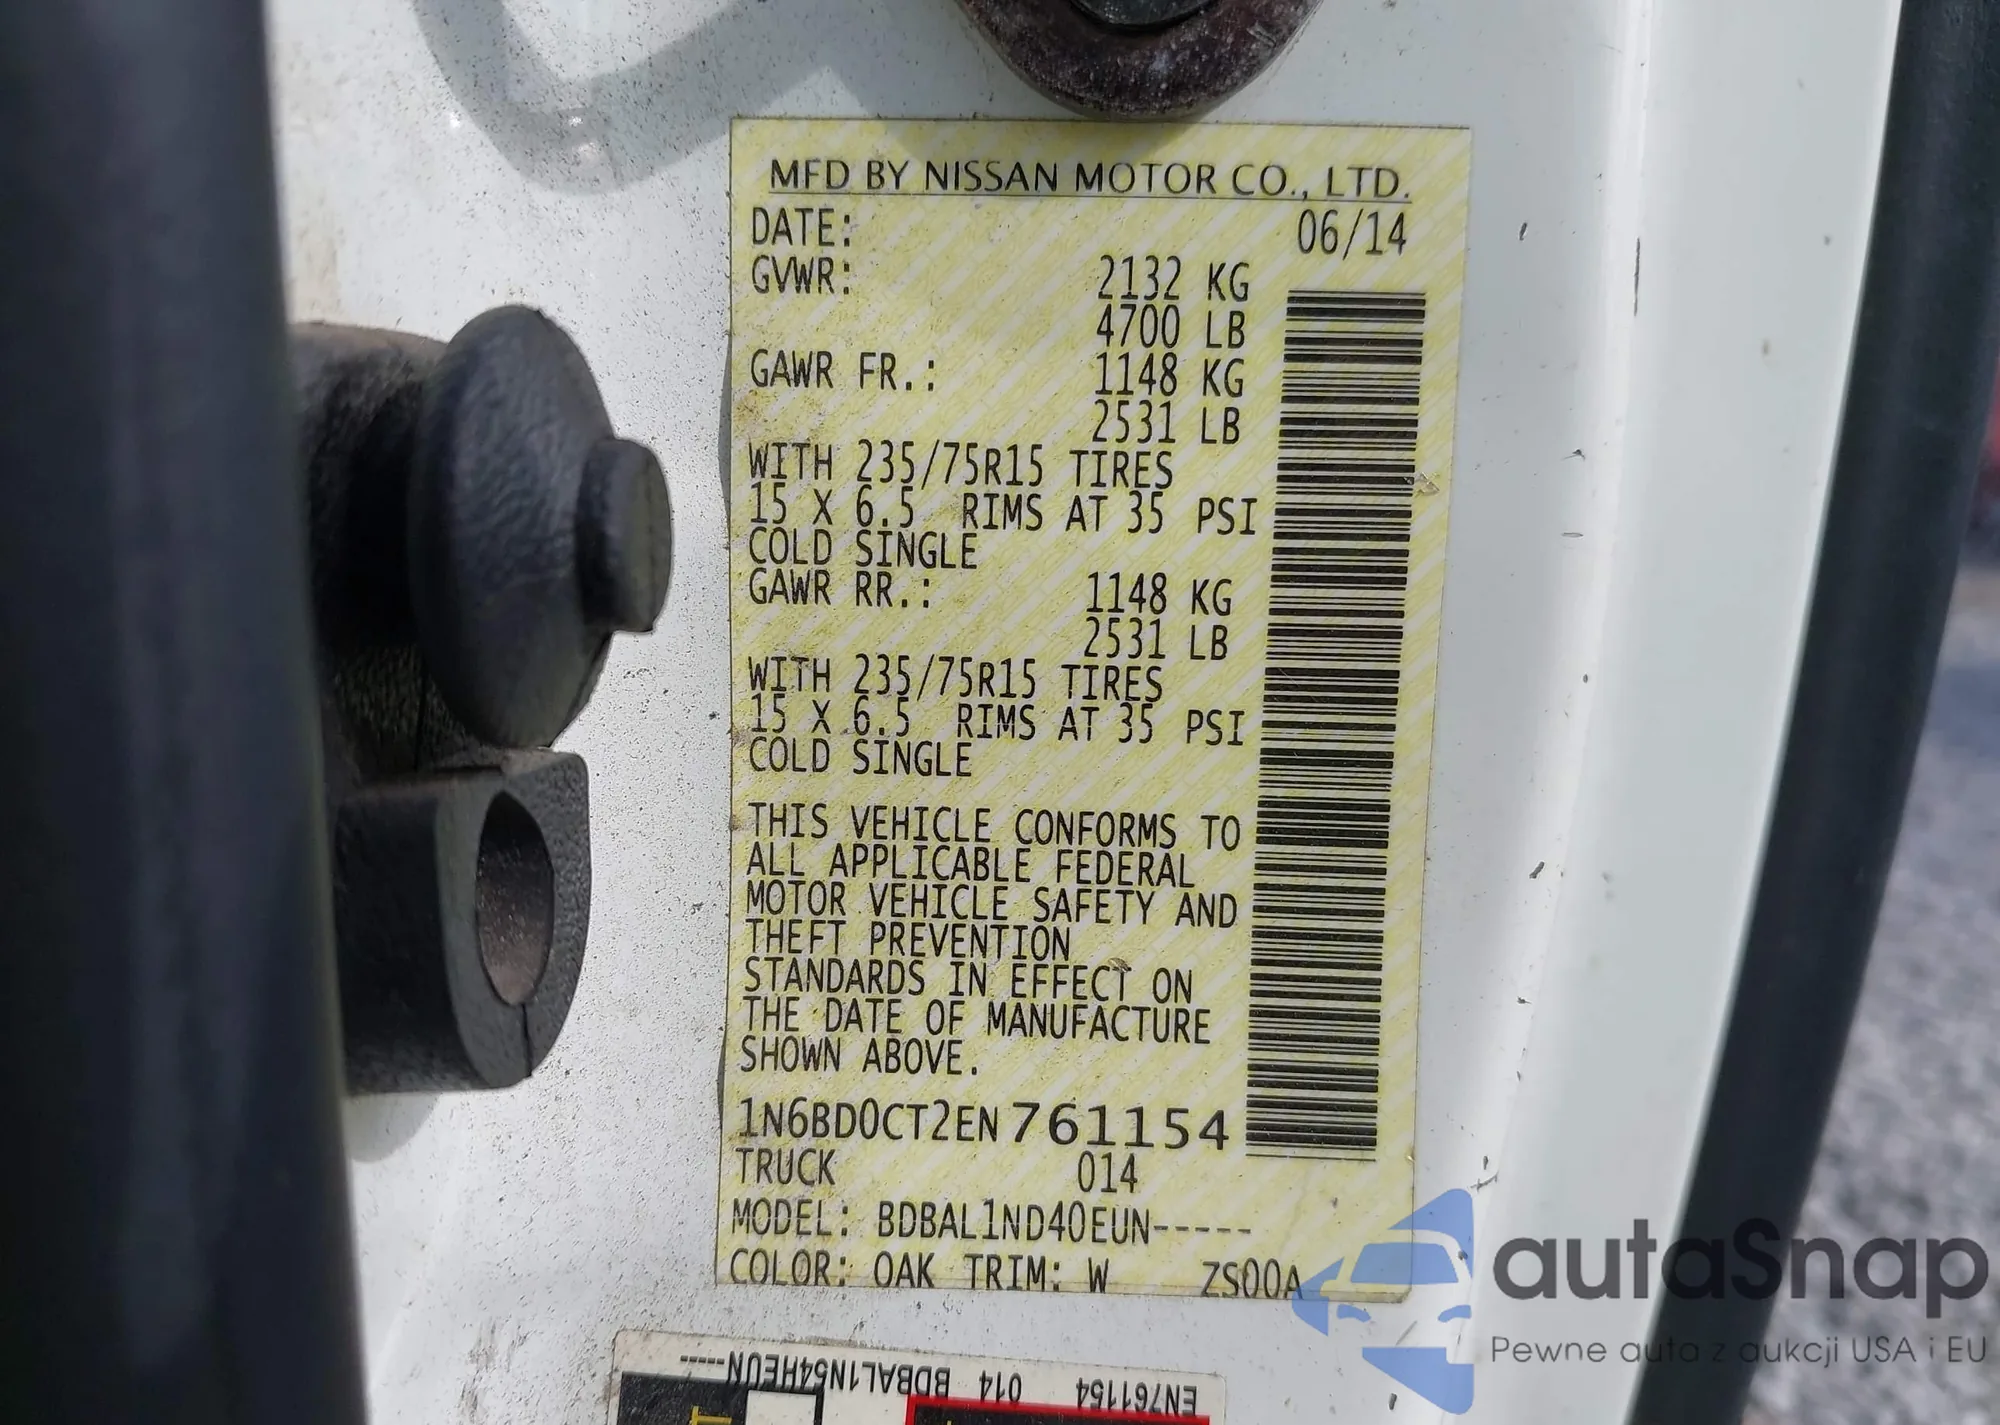 MFD BY NISSAN MOTOR CO., LTD.
DATE: 06/14
GVWR: 2132 KG
4700 LB
GAWR FR.: 1148 KG
2531 LB
WITH 235/75R15 TIRES
15 X 6.5 RIMS AT 35 PSI
COLD SINGLE
GAWR RR.: 1148 KG
2531 LB
WITH 235/75R15 TIRES
15 X 6.5 RIMS AT 35 PSI
COLD SINGLE
THIS VEHICLE CONFORMS TO
ALL APPLICABLE FEDERAL
MOTOR VEHICLE SAFETY AND
THEFT PREVENTION
STANDARDS IN EFFECT ON
THE DATE OF MANUFACTURE
SHOWN ABOVE.
1N6BD0CT2EN761154
TRUCK 014
MODEL: BDBAL1ND40EUN-----
COLOR: OAK TRIM: W ZS00A
EN761154 014 BDBAL1N54HEUN-----
autaSnap
Pewne auta z aukcji USA i EU